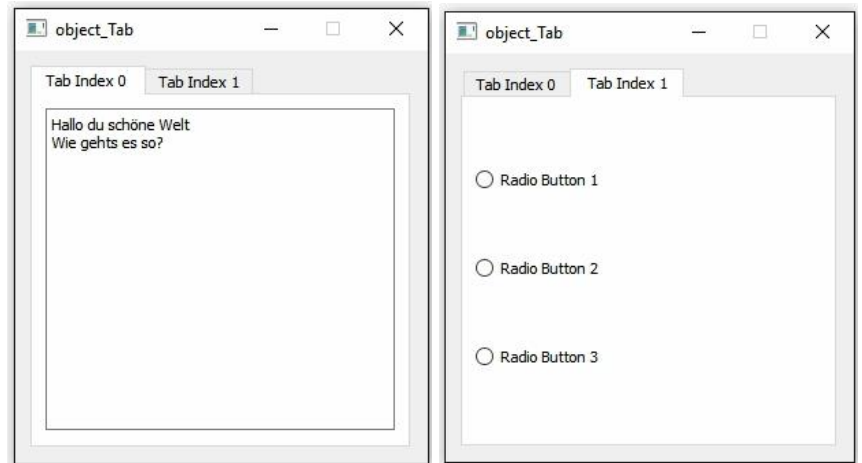 object_Tab
Tab Index 0 Tab Index 1
Hallo du schöne Welt
Wie gehts es so?
object_Tab
Tab Index 0 Tab Index 1
Radio Button 1
Radio Button 2
Radio Button 3